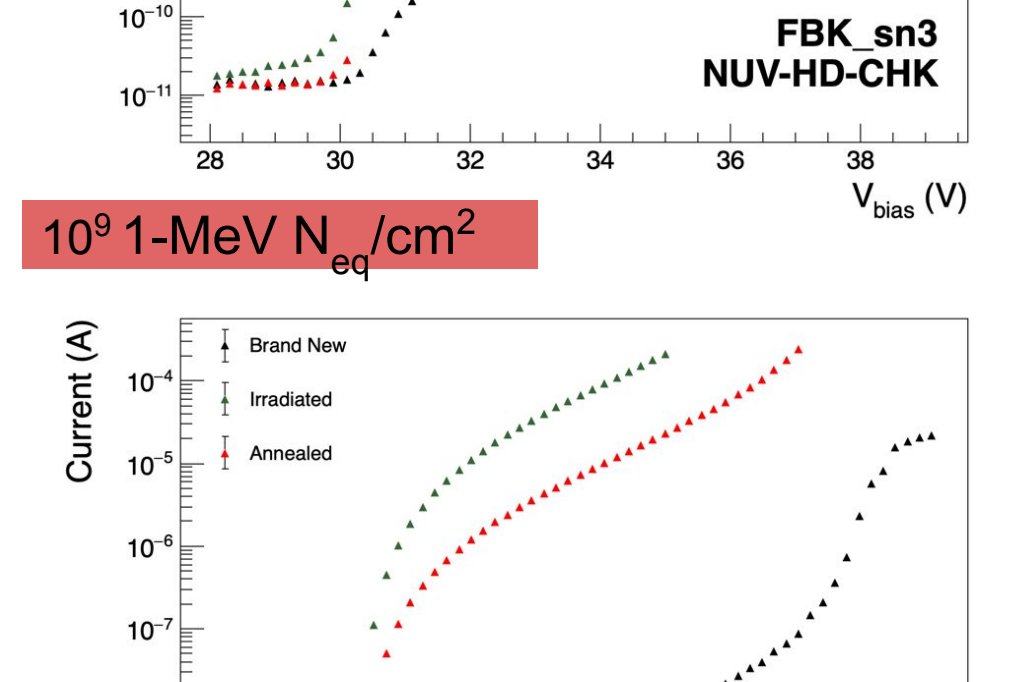 10⁻¹⁰
10⁻¹¹
FBK_sn3
NUV-HD-CHK
28 30 32 34 36 38
V_bias (V)
10⁹ 1-MeV N_eq/cm²
Current (A)
Brand New
Irradiated
Annealed
10⁻⁴
10⁻⁵
10⁻⁶
10⁻⁷